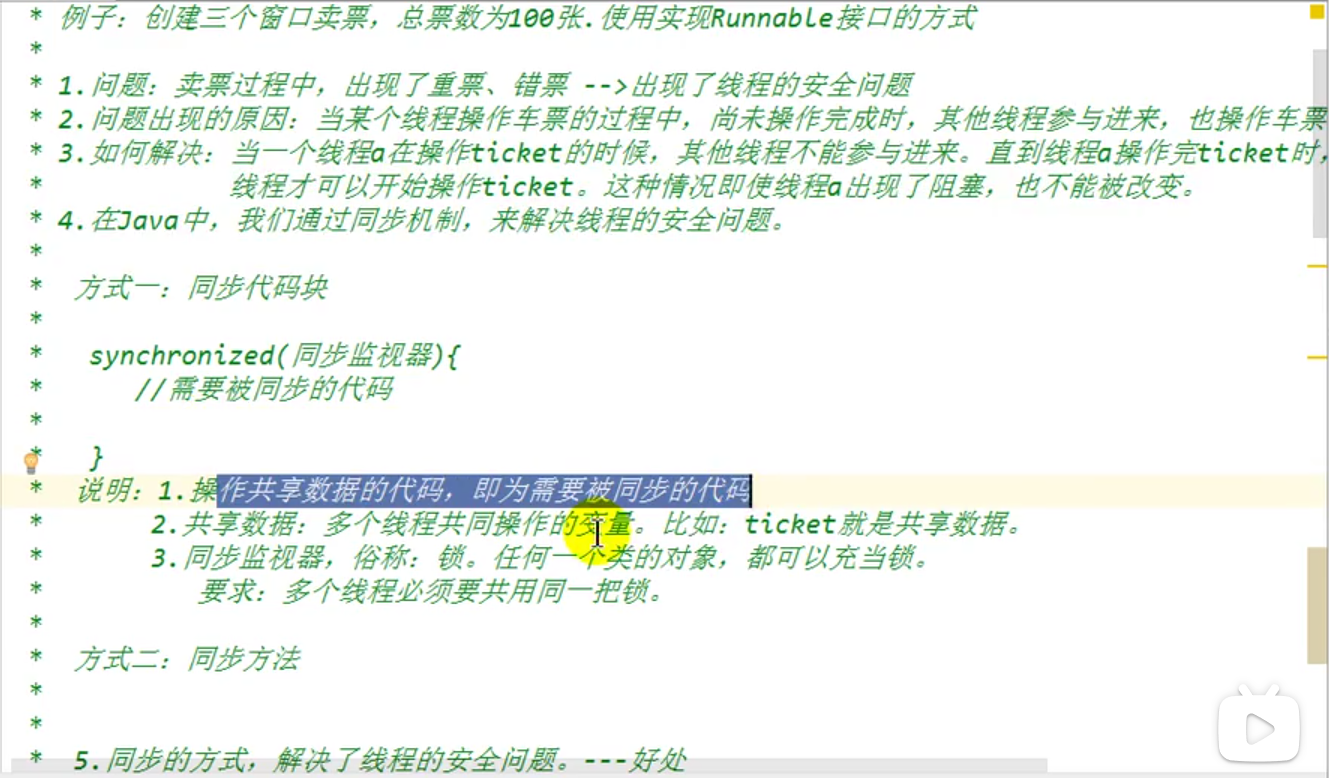 * 例子：创建三个窗口卖票，总票数为100张.使用实现Runnable接口的方式
*
* 1.问题：卖票过程中，出现了重票、错票 -->出现了线程的安全问题
* 2.问题出现的原因：当某个线程操作车票的过程中，尚未操作完成时，其他线程参与进来，也操作车票
* 3.如何解决：当一个线程a在操作ticket的时候，其他线程不能参与进来。直到线程a操作完ticket时，
* 线程才可以开始操作ticket。这种情况即使线程a出现了阻塞，也不能被改变。
* 4.在Java中，我们通过同步机制，来解决线程的安全问题。
*
* 方式一：同步代码块
*
* synchronized(同步监视器){
* //需要被同步的代码
*
* }
* 说明：1.操作共享数据的代码，即为需要被同步的代码
* 2.共享数据：多个线程共同操作的变量。比如：ticket就是共享数据。
* 3.同步监视器，俗称：锁。任何一个类的对象，都可以充当锁。
* 要求：多个线程必须要共用同一把锁。
*
* 方式二：同步方法
*
*
* 5.同步的方式，解决了线程的安全问题。---好处